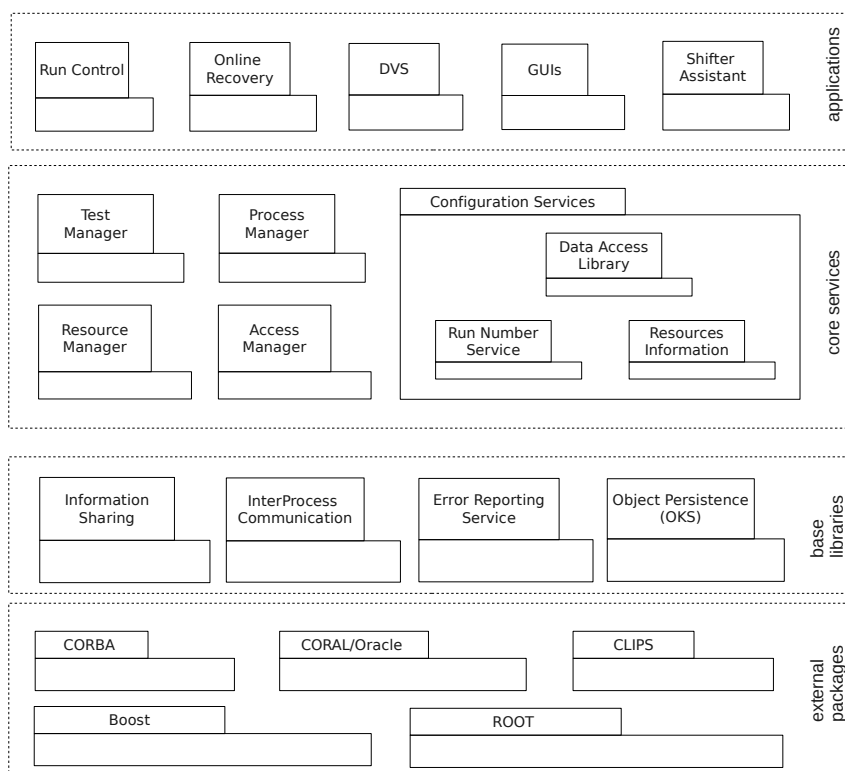 Run Control
Online
Recovery
DVS
GUIs
Shifter
Assistant
applications
Test
Manager
Process
Manager
Configuration Services
Data Access
Library
Resource
Manager
Access
Manager
Run Number
Service
Resources
Information
core services
Information
Sharing
InterProcess
Communication
Error Reporting
Service
Object Persistence
(OKS)
base
libraries
CORBA
CORAL/Oracle
CLIPS
Boost
ROOT
external
packages